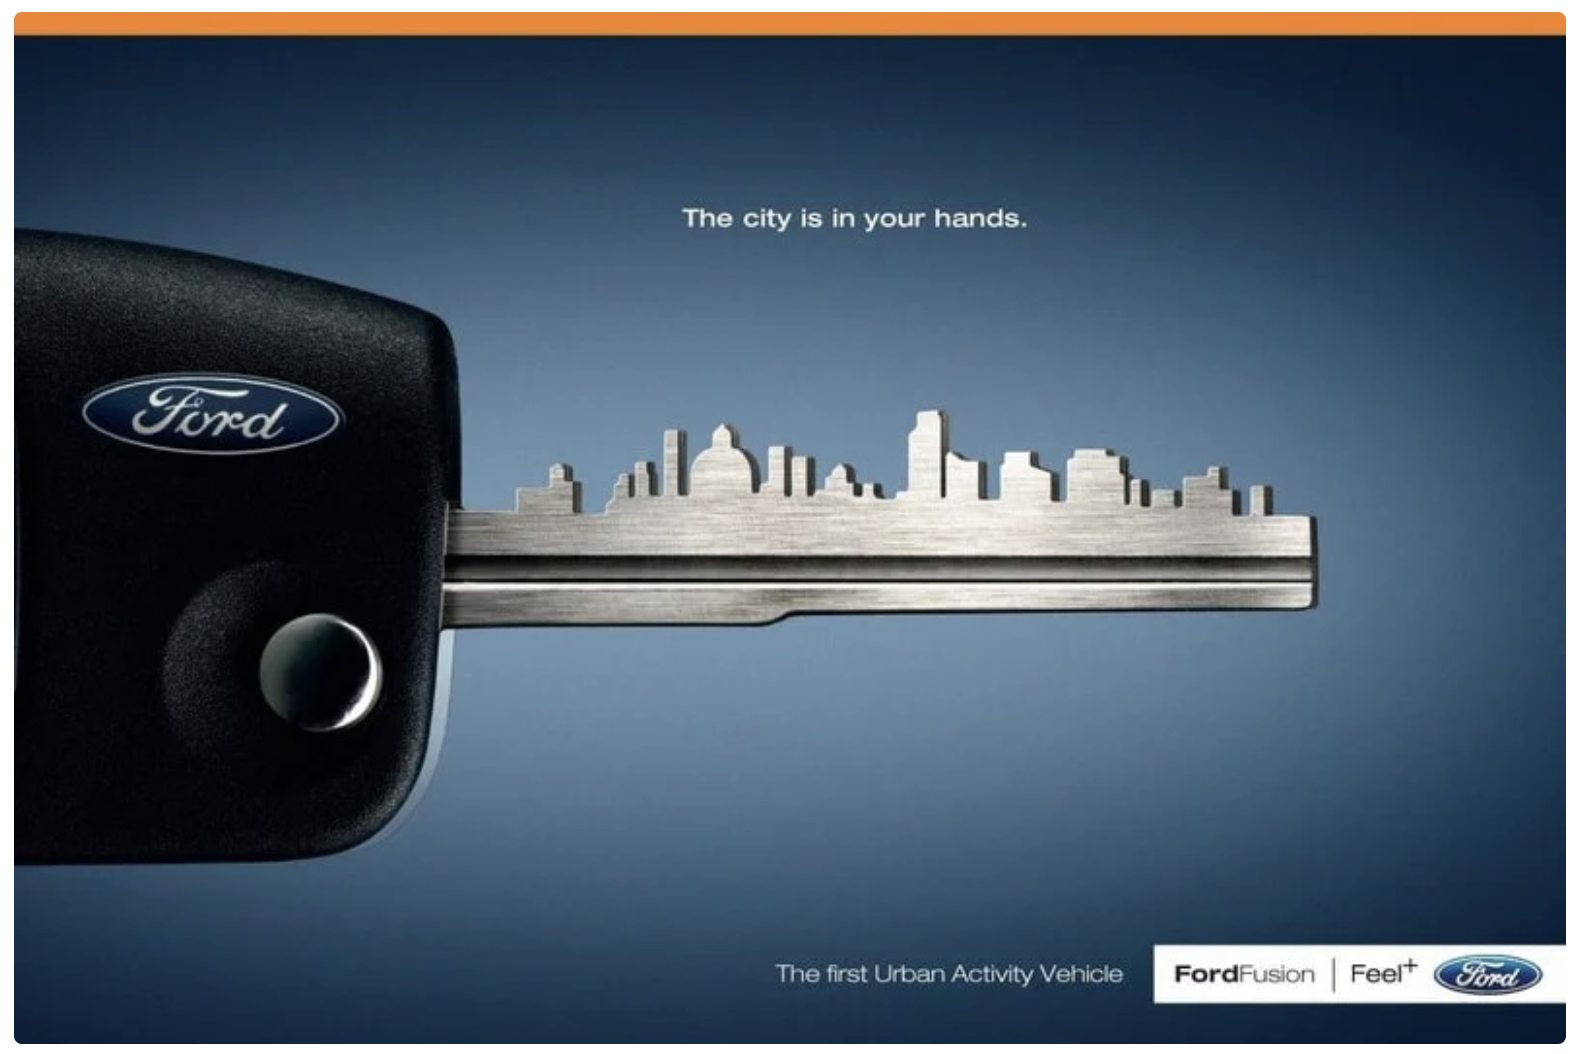 The city is in your hands.
Ford
The first Urban Activity Vehicle
FordFusion | Feel+ Ford